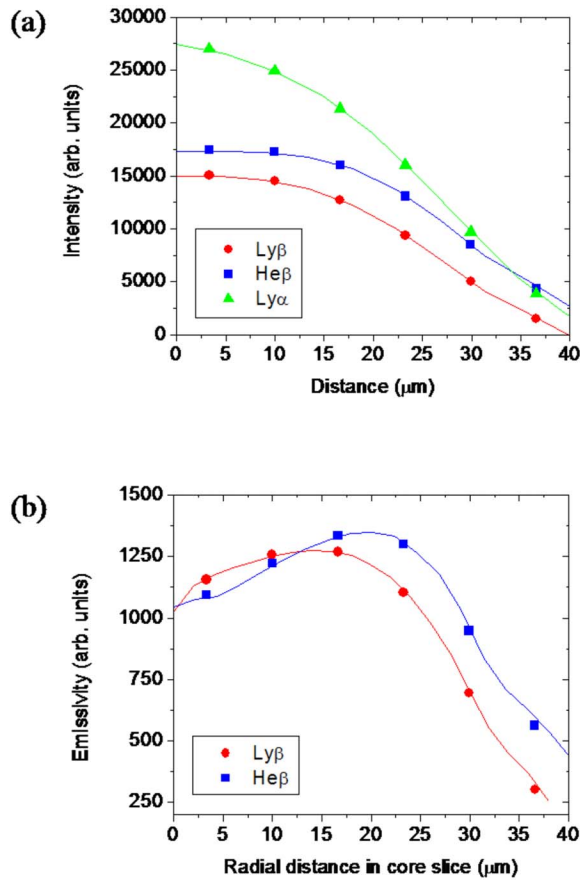 (a)
30000
25000
20000
15000
10000
5000
0
Intensity (arb. units)
Lyβ
Heβ
Lyα
0 5 10 15 20 25 30 35 40
Distance (μm)
(b)
1500
1250
1000
750
500
250
Emissivity (arb. units)
Lyβ
Heβ
0 5 10 15 20 25 30 35 40
Radial distance in core slice (μm)